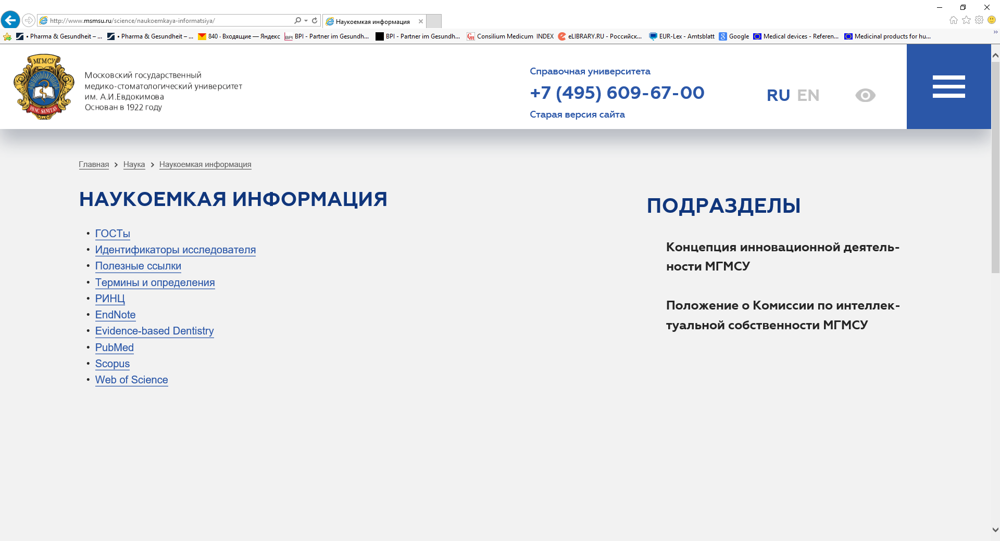 http://www.msmsu.ru/science/naukoemkaya-informatsiya/
Наукоемкая информация
• Pharma & Gesundheit – ...
• Pharma & Gesundheit – ...
840 · Входящие — Яндекс
BPI - Partner im Gesundh...
BPI - Partner im Gesundh...
Consilium Medicum INDEX
eLIBRARY.RU - Российск...
EUR-Lex - Amtsblatt
Google
Medical devices - Referen...
Medicinal products for hu...
МГМСУ
HINC SANITAS
Московский государственный
медико-стоматологический университет
им. А.И.Евдокимова
Основан в 1922 году
Справочная университета
+7 (495) 609-67-00
Старая версия сайта
RU EN
Главная > Наука > Наукоемкая информация
НАУКОЕМКАЯ ИНФОРМАЦИЯ
• ГОСТы
• Идентификаторы исследователя
• Полезные ссылки
• Термины и определения
• РИНЦ
• EndNote
• Evidence-based Dentistry
• PubMed
• Scopus
• Web of Science
ПОДРАЗДЕЛЫ
Концепция инновационной деятель-
ности МГМСУ
Положение о Комиссии по интеллек-
туальной собственности МГМСУ